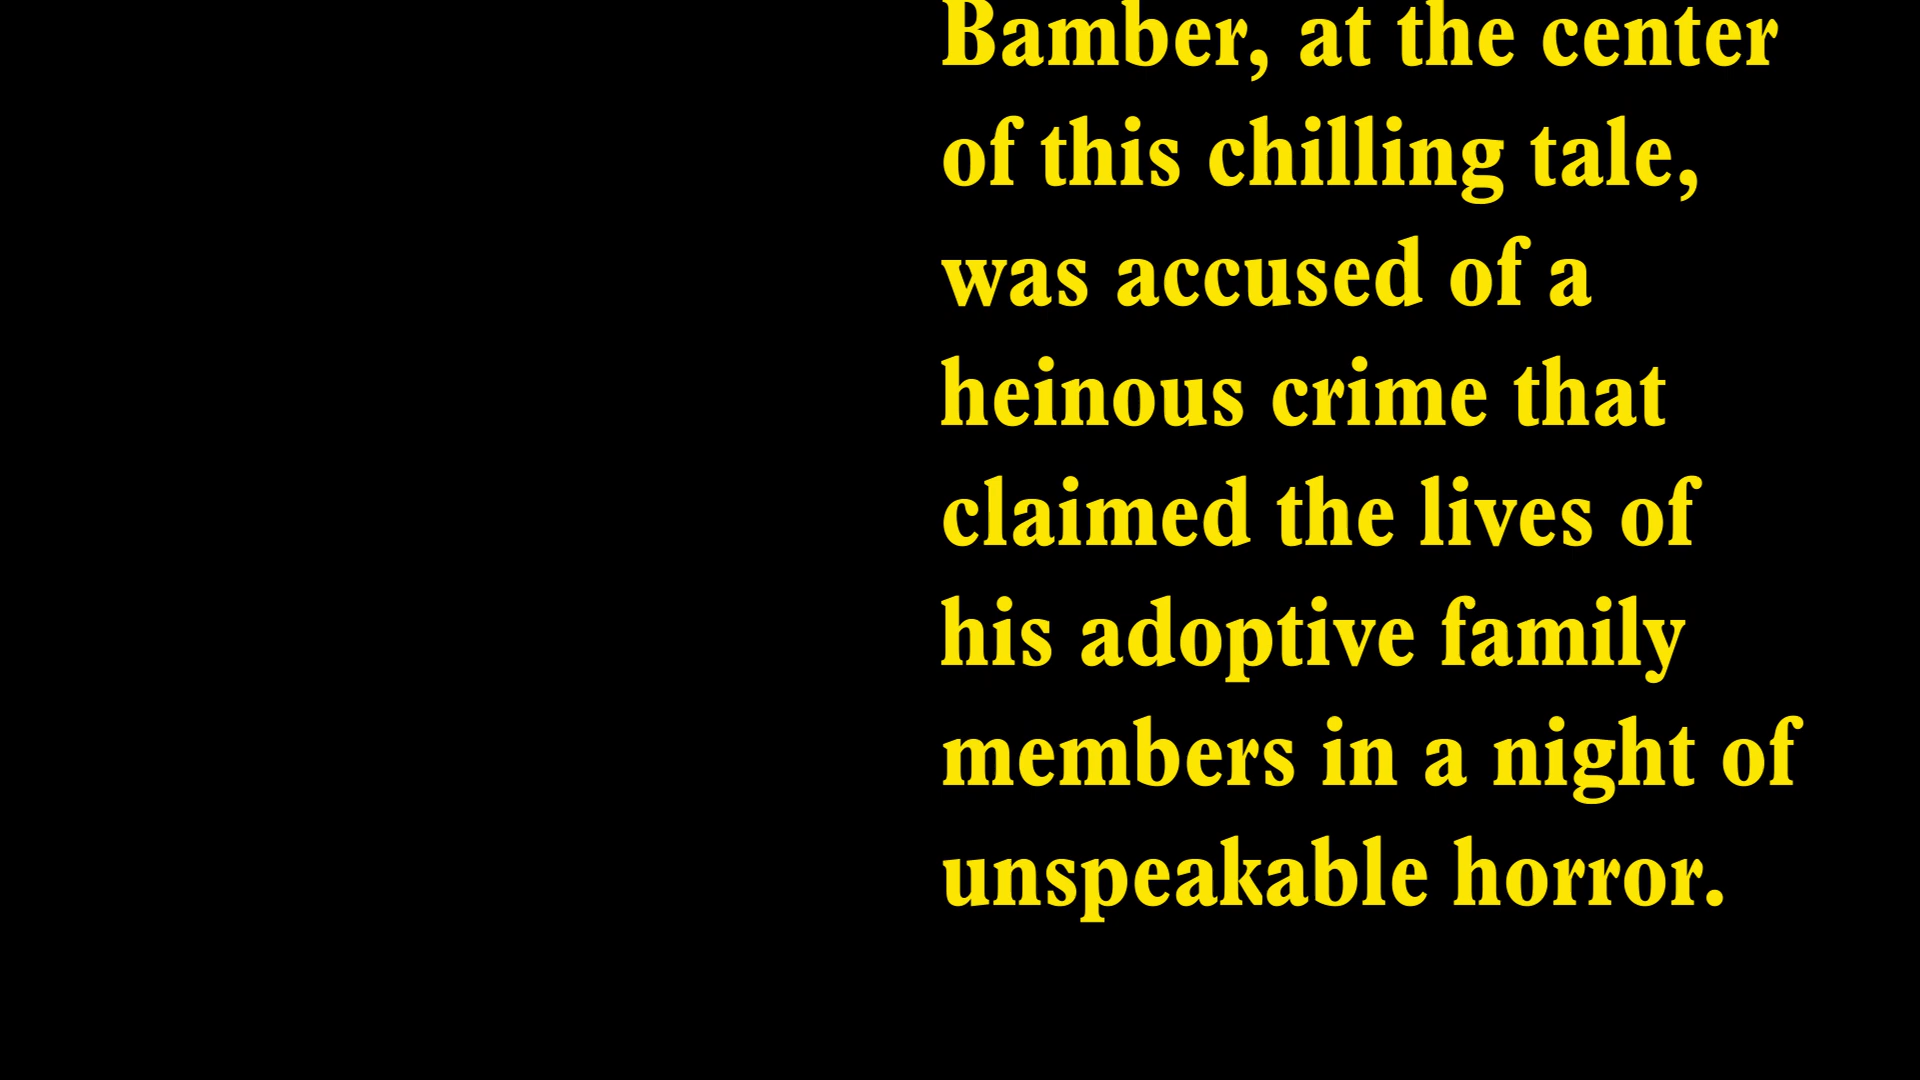 Bamber, at the center
of this chilling tale,
was accused of a
heinous crime that
claimed the lives of
his adoptive family
members in a night of
unspeakable horror.